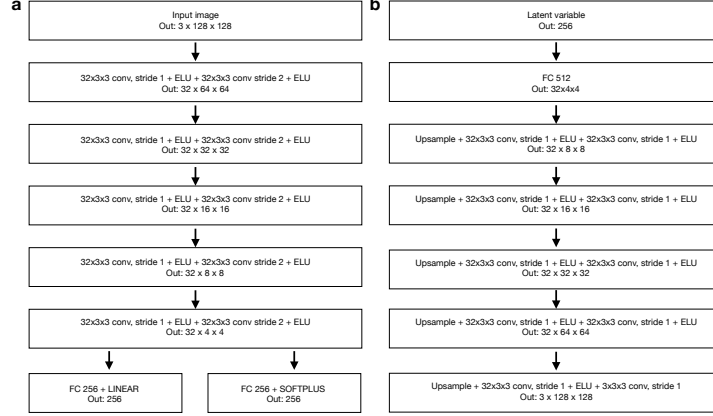 a
Input image
Out: 3 x 128 x 128
32x3x3 conv, stride 1 + ELU + 32x3x3 conv stride 2 + ELU
Out: 32 x 64 x 64
32x3x3 conv, stride 1 + ELU + 32x3x3 conv stride 2 + ELU
Out: 32 x 32 x 32
32x3x3 conv, stride 1 + ELU + 32x3x3 conv stride 2 + ELU
Out: 32 x 16 x 16
32x3x3 conv, stride 1 + ELU + 32x3x3 conv stride 2 + ELU
Out: 32 x 8 x 8
32x3x3 conv, stride 1 + ELU + 32x3x3 conv stride 2 + ELU
Out: 32 x 4 x 4
FC 256 + LINEAR
Out: 256
FC 256 + SOFTPLUS
Out: 256
b
Latent variable
Out: 256
FC 512
Out: 32x4x4
Upsample + 32x3x3 conv, stride 1 + ELU + 32x3x3 conv, stride 1 + ELU
Out: 32 x 8 x 8
Upsample + 32x3x3 conv, stride 1 + ELU + 32x3x3 conv, stride 1 + ELU
Out: 32 x 16 x 16
Upsample + 32x3x3 conv, stride 1 + ELU + 32x3x3 conv, stride 1 + ELU
Out: 32 x 32 x 32
Upsample + 32x3x3 conv, stride 1 + ELU + 32x3x3 conv, stride 1 + ELU
Out: 32 x 64 x 64
Upsample + 32x3x3 conv, stride 1 + ELU + 3x3x3 conv, stride 1
Out: 3 x 128 x 128